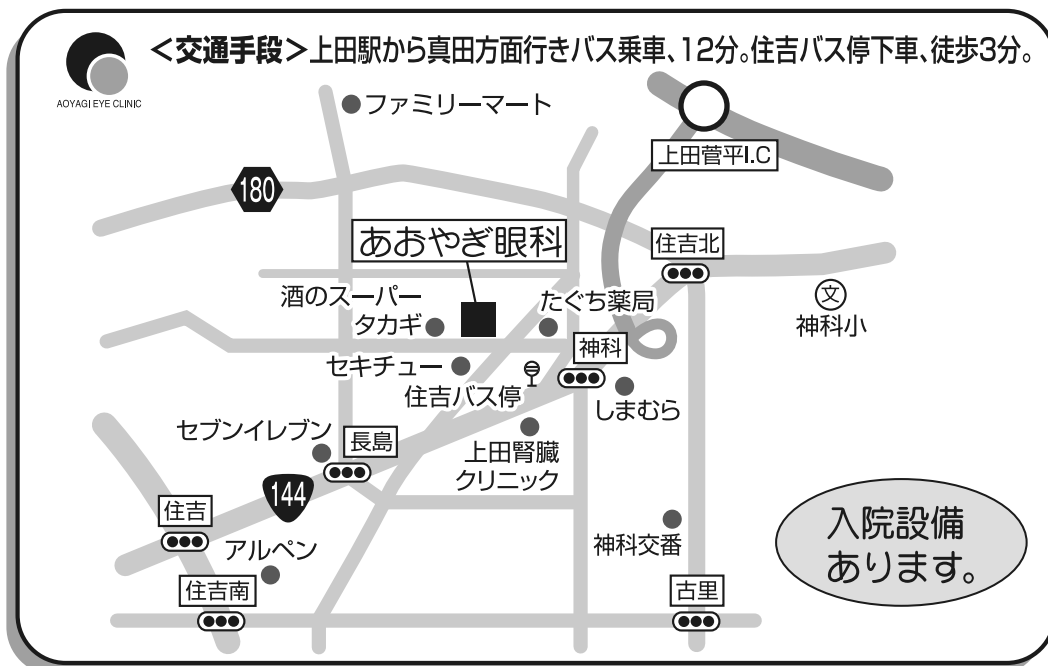 <交通手段>上田駅から真田方面行きバス乗車、12分。住吉バス停下車、徒歩3分。
AOYAGI EYE CLINIC
ファミリーマート
上田菅平I.C
180
あおやぎ眼科
住吉北
酒のスーパー
タカギ
たぐち薬局
文
神科小
神科
セキチュー
住吉バス停
しまむら
セブンイレブン
長島
上田腎臓
クリニック
144
住吉
アルペン
神科交番
入院設備
あります。
住吉南
古里